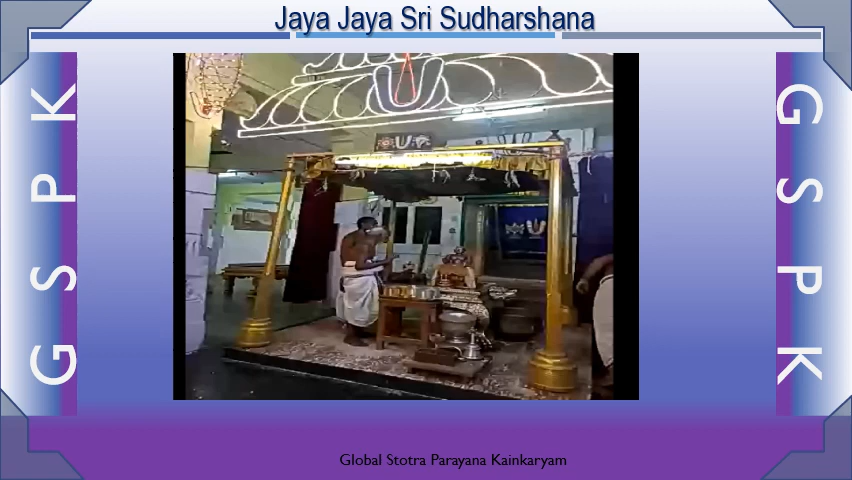 Jaya Jaya Sri Sudharshana
G S P K
G S P K
Global Stotra Parayana Kainkaryam